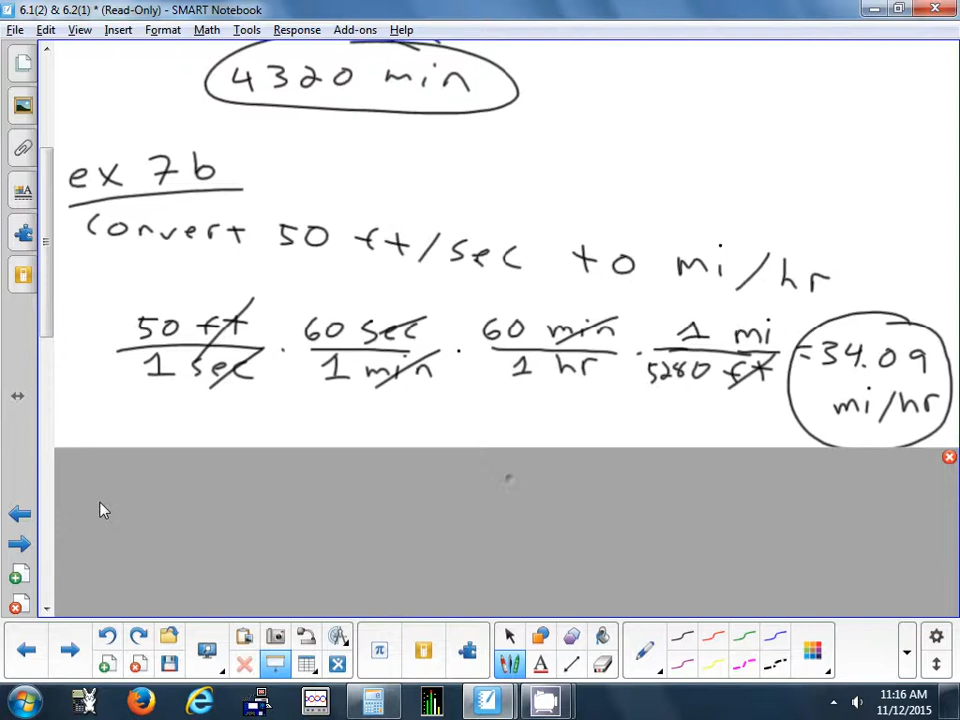 6.1(2) & 6.2(1) * (Read-Only) - SMART Notebook
File Edit View Insert Format Math Tools Response Add-ons Help
4320 min
ex 7b
convert 50 ft/sec to mi/hr
50 ft / 1 sec · 60 sec / 1 min · 60 min / 1 hr · 1 mi / 5280 ft = 34.09 mi/hr
11:16 AM
11/12/2015